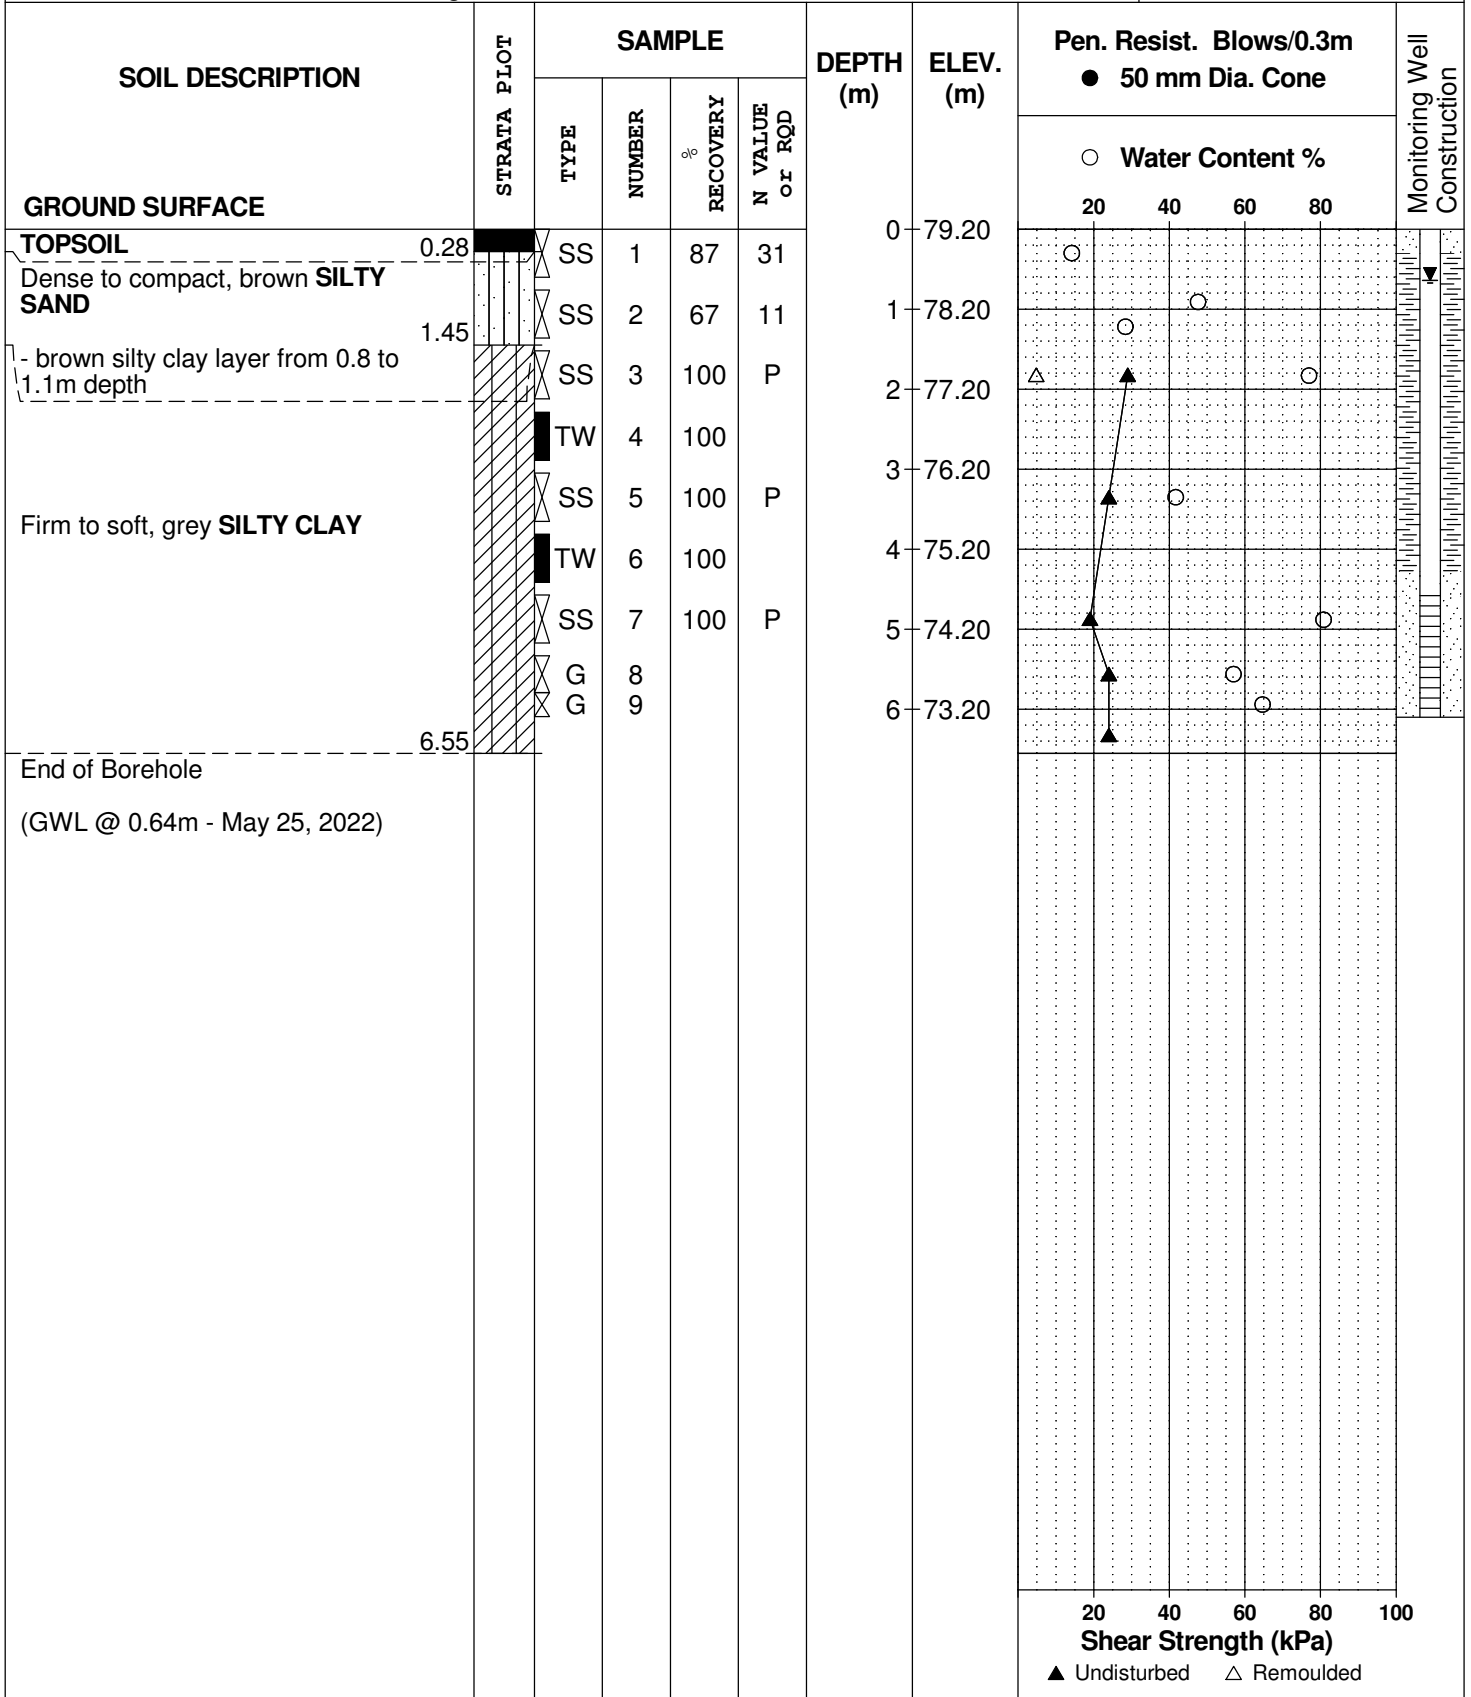 SOIL DESCRIPTION
GROUND SURFACE
STRATA PLOT
SAMPLE
TYPE
NUMBER
% RECOVERY
N VALUE or RQD
DEPTH (m)
ELEV. (m)
Pen. Resist. Blows/0.3m
● 50 mm Dia. Cone
○ Water Content %
20 40 60 80
Monitoring Well Construction
TOPSOIL 0.28
Dense to compact, brown SILTY
SAND
1.45
- brown silty clay layer from 0.8 to
1.1m depth
Firm to soft, grey SILTY CLAY
6.55
End of Borehole
(GWL @ 0.64m - May 25, 2022)
SS 1 87 31
SS 2 67 11
SS 3 100 P
TW 4 100
SS 5 100 P
TW 6 100
SS 7 100 P
G 8
G 9
0 79.20
1 78.20
2 77.20
3 76.20
4 75.20
5 74.20
6 73.20
20 40 60 80 100
Shear Strength (kPa)
▲ Undisturbed △ Remoulded